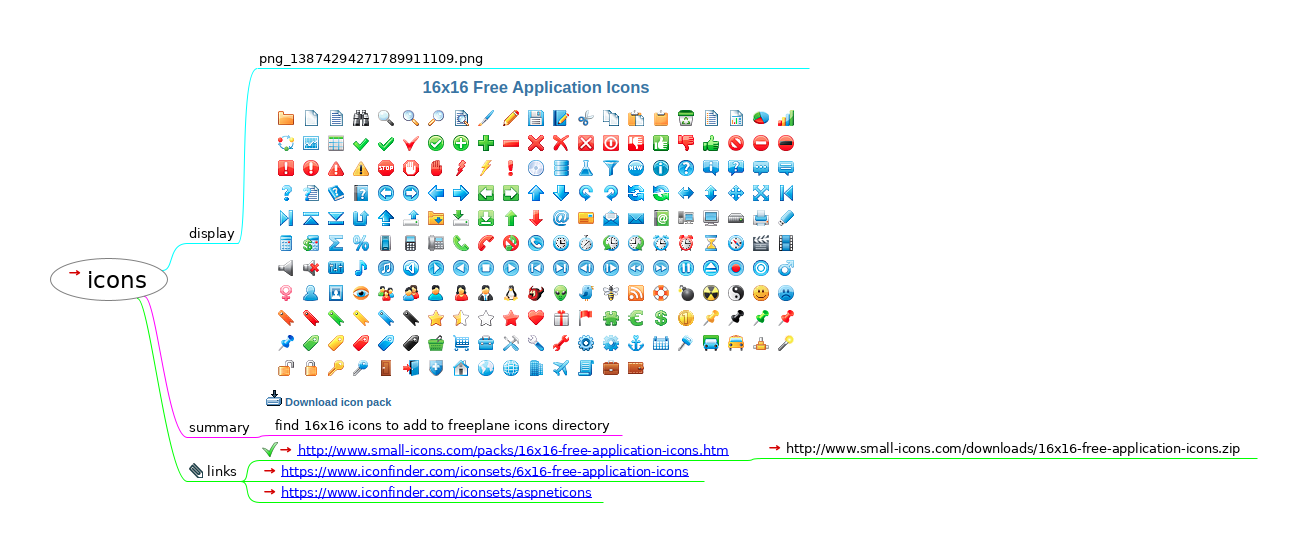 png_13874294271789911109.png
16x16 Free Application Icons
display
icons
Download icon pack
summary
find 16x16 icons to add to freeplane icons directory
links
http://www.small-icons.com/packs/16x16-free-application-icons.htm
http://www.small-icons.com/downloads/16x16-free-application-icons.zip
https://www.iconfinder.com/iconsets/6x16-free-application-icons
https://www.iconfinder.com/iconsets/aspneticons